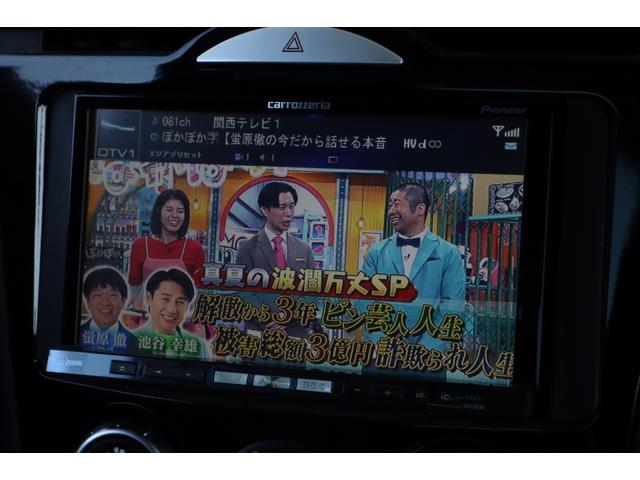 carrozzeria
Pioneer
081ch 関西テレビ1
ぽかぽか字【蛍原徹の今だから話せる本音
HV
DTV1
エリアプリセット
真夏の波瀾万丈SP
解散から3年 ピン芸人人生
蛍原 徹
池谷 幸雄
被害総額3億円 詐欺られ人生